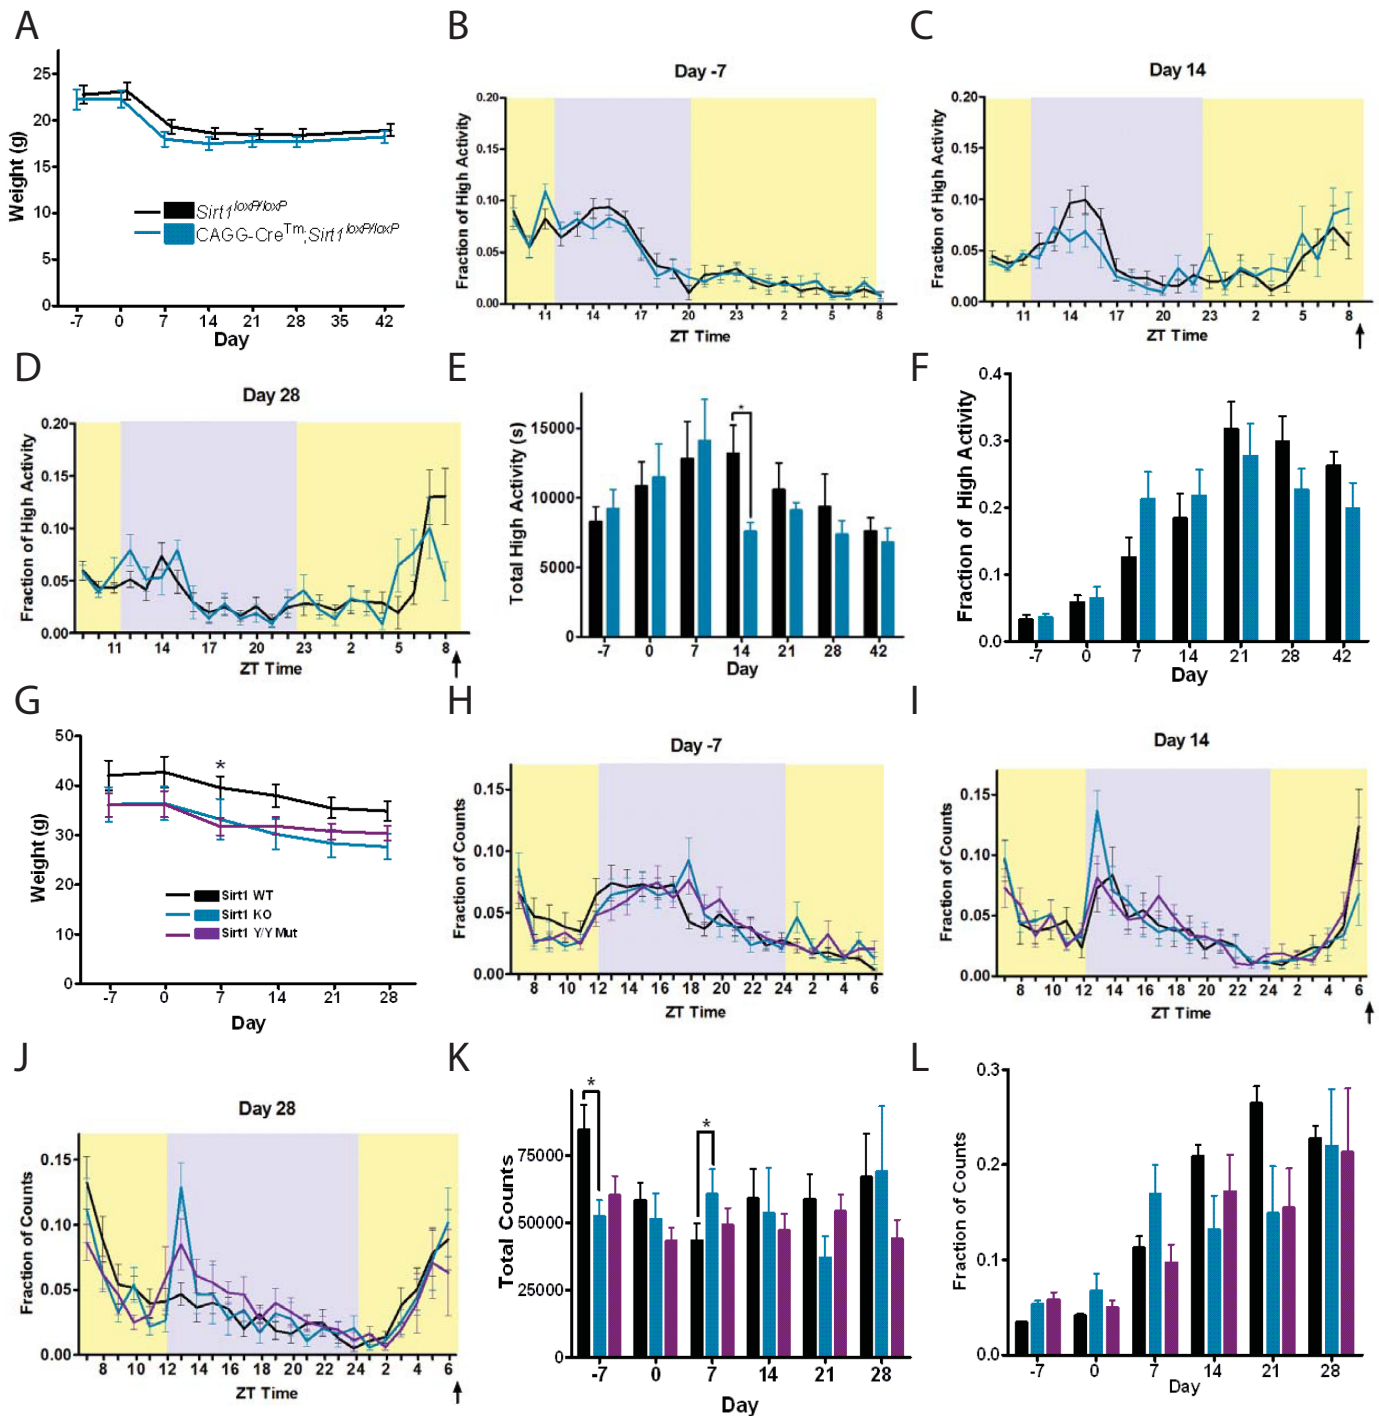 A
B
C
Day -7
Day 14
25
20
15
10
5
0
Weight (g)
Sirt1loxP/loxP
CAGG-CreTm;Sirt1loxP/loxP
-7 0 7 14 21 28 35 42
Day
0.20
0.15
0.10
0.05
0.00
Fraction of High Activity
11 14 17 20 23 2 5 8
ZT Time
0.20
0.15
0.10
0.05
0.00
Fraction of High Activity
11 14 17 20 23 2 5 8
ZT Time
D
E
F
Day 28
0.20
0.15
0.10
0.05
0.00
Fraction of High Activity
11 14 17 20 23 2 5 8
ZT Time
15000
10000
5000
0
Total High Activity (s)
*
-7 0 7 14 21 28 42
Day
0.4
0.3
0.2
0.1
0.0
Fraction of High Activity
-7 0 7 14 21 28 42
Day
G
H
I
50
40
30
20
10
0
Weight (g)
*
Sirt1 WT
Sirt1 KO
Sirt1 Y/Y Mut
-7 0 7 14 21 28
Day
Day -7
0.15
0.10
0.05
0.00
Fraction of Counts
8 10 11 12 14 16 18 20 22 24 2 4 6
ZT Time
Day 14
0.15
0.10
0.05
0.00
Fraction of Counts
8 10 12 14 16 18 20 22 24 2 4 6
ZT Time
J
K
L
Day 28
0.15
0.10
0.05
0.00
Fraction of Counts
8 10 12 14 16 18 20 22 24 2 4 6
ZT Time
75000
50000
25000
0
Total Counts
*
*
-7 0 7 14 21 28
Day
0.3
0.2
0.1
0.0
Fraction of Counts
-7 0 7 14 21 28
Day